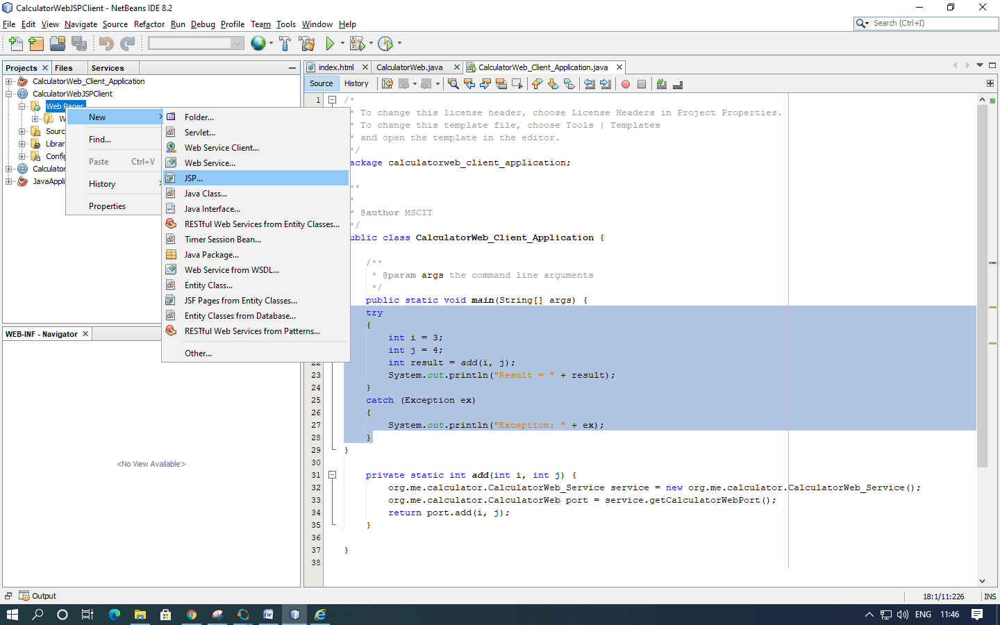 CalculatorWebJSPClient - NetBeans IDE 8.2
File Edit View Navigate Source Refactor Run Debug Profile Team Tools Window Help
Search (Ctrl+I)
Projects Files Services
CalculatorWeb_Client_Application
CalculatorWebJSPClient
Web Pages
W
Sourc
Librar
Config
Calculator
JavaAppli
New
Find...
Paste Ctrl+V
History
Properties
Folder...
Servlet...
Web Service Client...
Web Service...
JSP...
Java Class...
Java Interface...
RESTful Web Services from Entity Classes...
Timer Session Bean...
Java Package...
Web Service from WSDL...
Entity Class...
JSF Pages from Entity Classes...
Entity Classes from Database...
RESTful Web Services from Patterns...
Other...
WEB-INF - Navigator
<No View Available>
index.html CalculatorWeb.java CalculatorWeb_Client_Application.java
Source History
1 /*
* To change this license header, choose License Headers in Project Properties.
* To change this template file, choose Tools | Templates
* and open the template in the editor.
*/
ackage calculatorweb_client_application;
**
*
* @author MSCIT
*/
ublic class CalculatorWeb_Client_Application {
/**
* @param args the command line arguments
*/
public static void main(String[] args) {
try
{
int i = 3;
int j = 4;
22 int result = add(i, j);
23 System.out.println("Result = " + result);
24 }
25 catch (Exception ex)
26 {
27 System.out.println("Exception: " + ex);
28 }
29 }
30
31 private static int add(int i, int j) {
32 org.me.calculator.CalculatorWeb_Service service = new org.me.calculator.CalculatorWeb_Service();
33 org.me.calculator.CalculatorWeb port = service.getCalculatorWebPort();
34 return port.add(i, j);
35 }
36
37 }
38
Output
18:1/11:226 INS
ENG 11:46